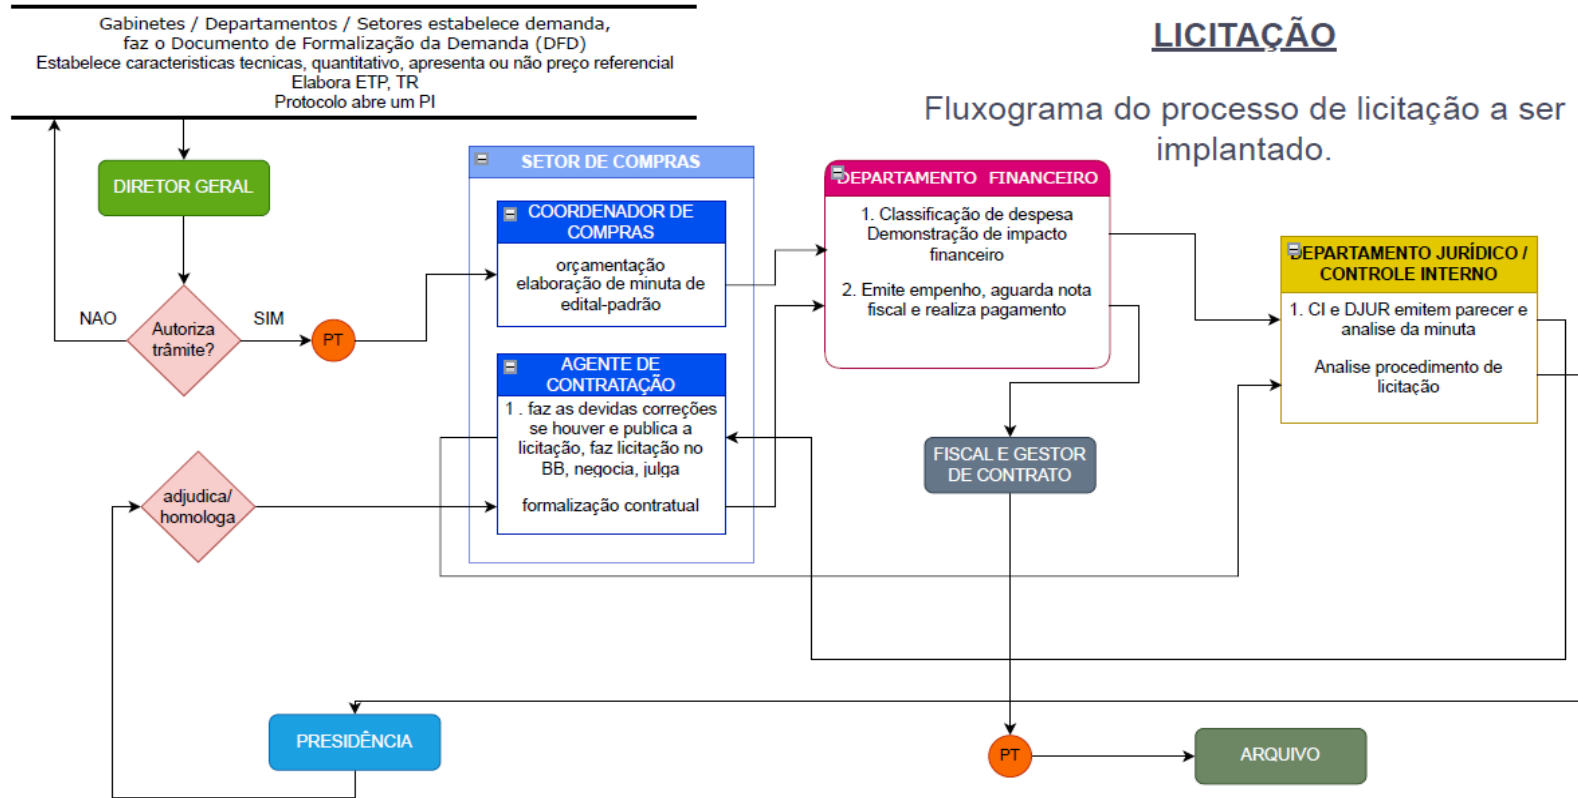 Gabinetes / Departamentos / Setores estabelece demanda,
faz o Documento de Formalização da Demanda (DFD)
Estabelece caracteristicas tecnicas, quantitativo, apresenta ou não preço referencial
Elabora ETP, TR
Protocolo abre um PI
LICITAÇÃO
Fluxograma do processo de licitação a ser
implantado.
DIRETOR GERAL
NAO
Autoriza
trâmite?
SIM
PT
SETOR DE COMPRAS
COORDENADOR DE
COMPRAS
orçamentação
elaboração de minuta de
edital-padrão
AGENTE DE
CONTRATAÇÃO
1 . faz as devidas correções
se houver e publica a
licitação, faz licitação no
BB, negocia, julga
formalização contratual
DEPARTAMENTO FINANCEIRO
1. Classificação de despesa
Demonstração de impacto
financeiro
2. Emite empenho, aguarda nota
fiscal e realiza pagamento
DEPARTAMENTO JURÍDICO /
CONTROLE INTERNO
1. CI e DJUR emitem parecer e
analise da minuta
Analise procedimento de
licitação
FISCAL E GESTOR
DE CONTRATO
adjudica/
homologa
PRESIDÊNCIA
PT
ARQUIVO